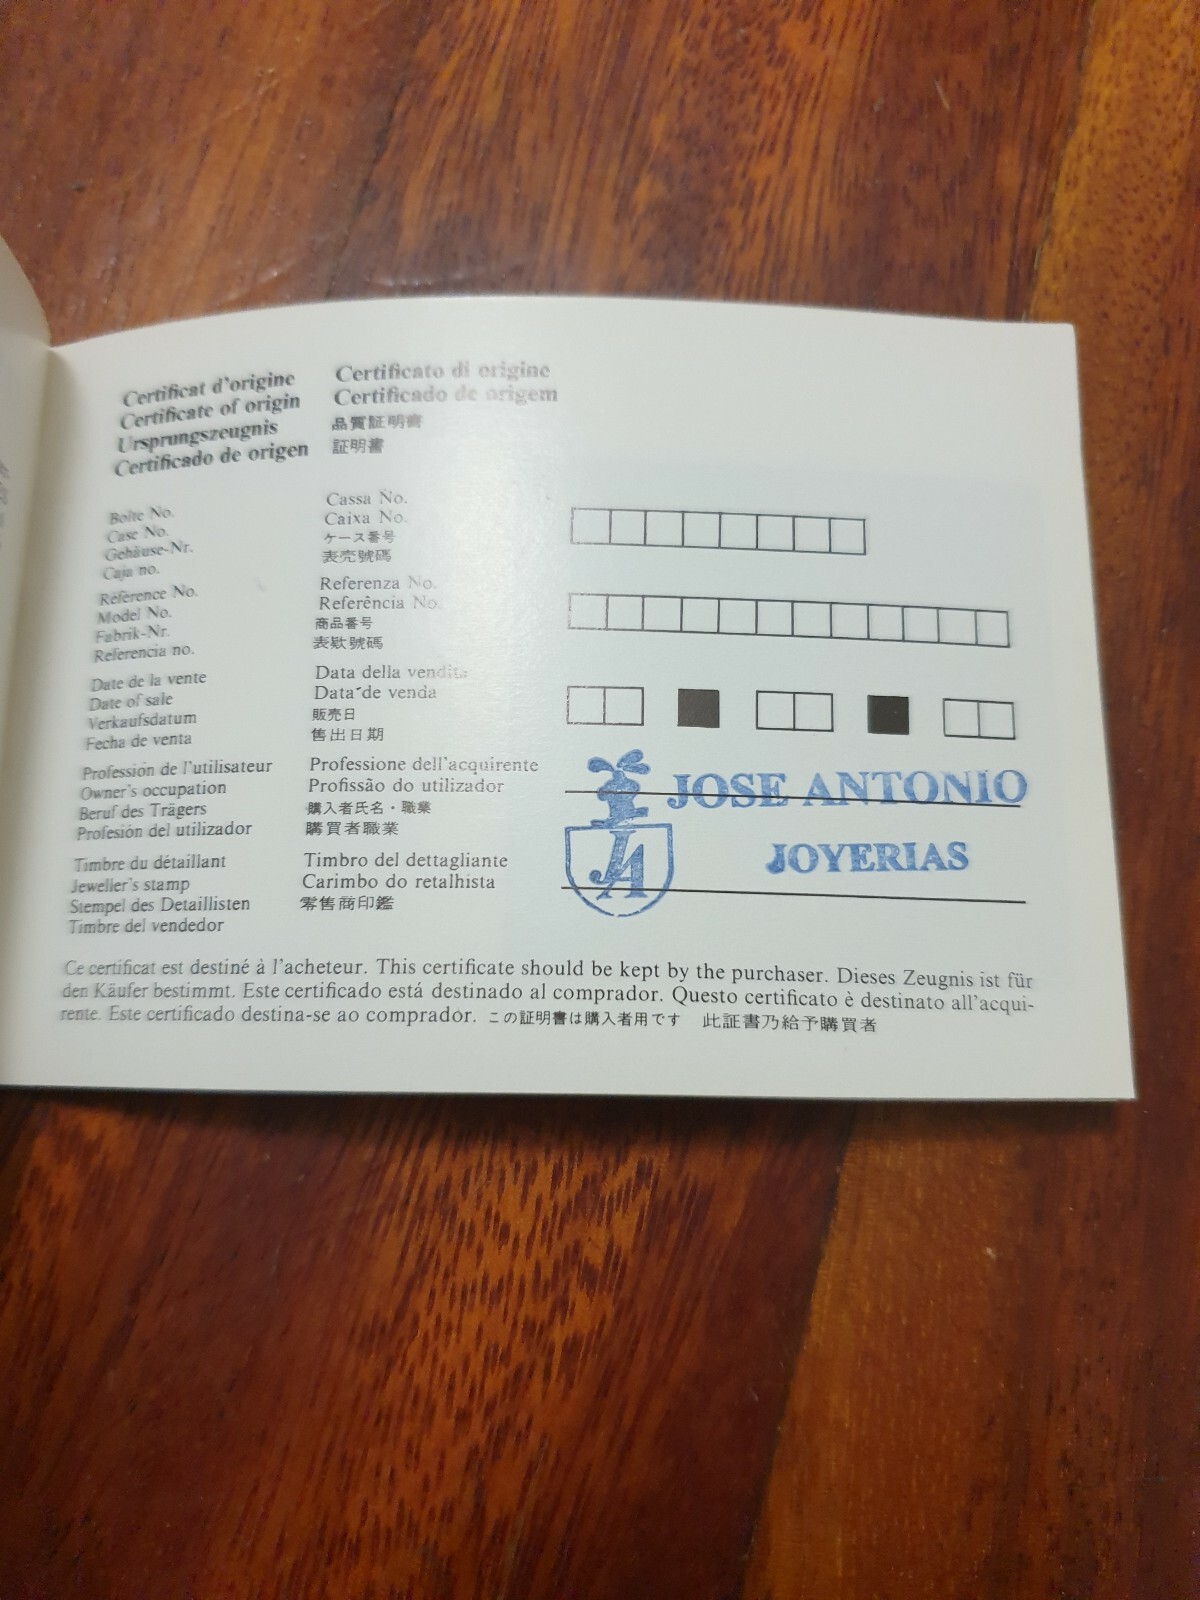 Certificat d'origine
Certificate of origin
Ursprungszeugnis
Certificado de origen
Certificato di origine
Certificado de origem
品質証明書
証明書
Boîte No.
Case No.
Gehäuse-Nr.
Caja no.
Cassa No.
Caixa No.
ケース番号
表壳號碼
Référence No.
Model No.
Fabrik-Nr.
Referencia no.
Referenza No.
Referência No.
商品番号
表欵號碼
Date de la vente
Date of sale
Verkaufsdatum
Fecha de venta
Data della vendita
Data de venda
販売日
售出日期
Profession de l'utilisateur
Owner's occupation
Beruf des Trägers
Profesión del utilizador
Professione dell'acquirente
Profissão do utilizador
購入者氏名・職業
購買者職業
JOSE ANTONIO
JOYERIAS
JA
Timbre du détaillant
Jeweller's stamp
Stempel des Detaillisten
Timbre del vendedor
Timbro del dettagliante
Carimbo do retalhista
零售商印鑑
Ce certificat est destiné à l'acheteur. This certificate should be kept by the purchaser. Dieses Zeugnis ist für
den Käufer bestimmt. Este certificado está destinado al comprador. Questo certificato è destinato all'acqui-
rente. Este certificado destina-se ao comprador. この証明書は購入者用です 此証書乃給予購買者